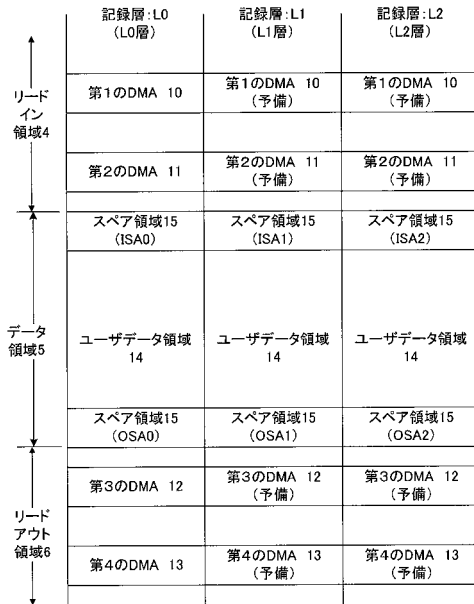 記録層:L0 記録層:L1 記録層:L2
(L0層) (L1層) (L2層)
リード
イン
領域4
第1のDMA 10 第1のDMA 10 第1のDMA 10
(予備) (予備)
第2のDMA 11 第2のDMA 11 第2のDMA 11
(予備) (予備)
データ
領域5
スペア領域15 スペア領域15 スペア領域15
(ISA0) (ISA1) (ISA2)
ユーザデータ領域 ユーザデータ領域 ユーザデータ領域
14 14 14
スペア領域15 スペア領域15 スペア領域15
(OSA0) (OSA1) (OSA2)
リード
アウト
領域6
第3のDMA 12 第3のDMA 12 第3のDMA 12
(予備) (予備)
第4のDMA 13 第4のDMA 13 第4のDMA 13
(予備) (予備)